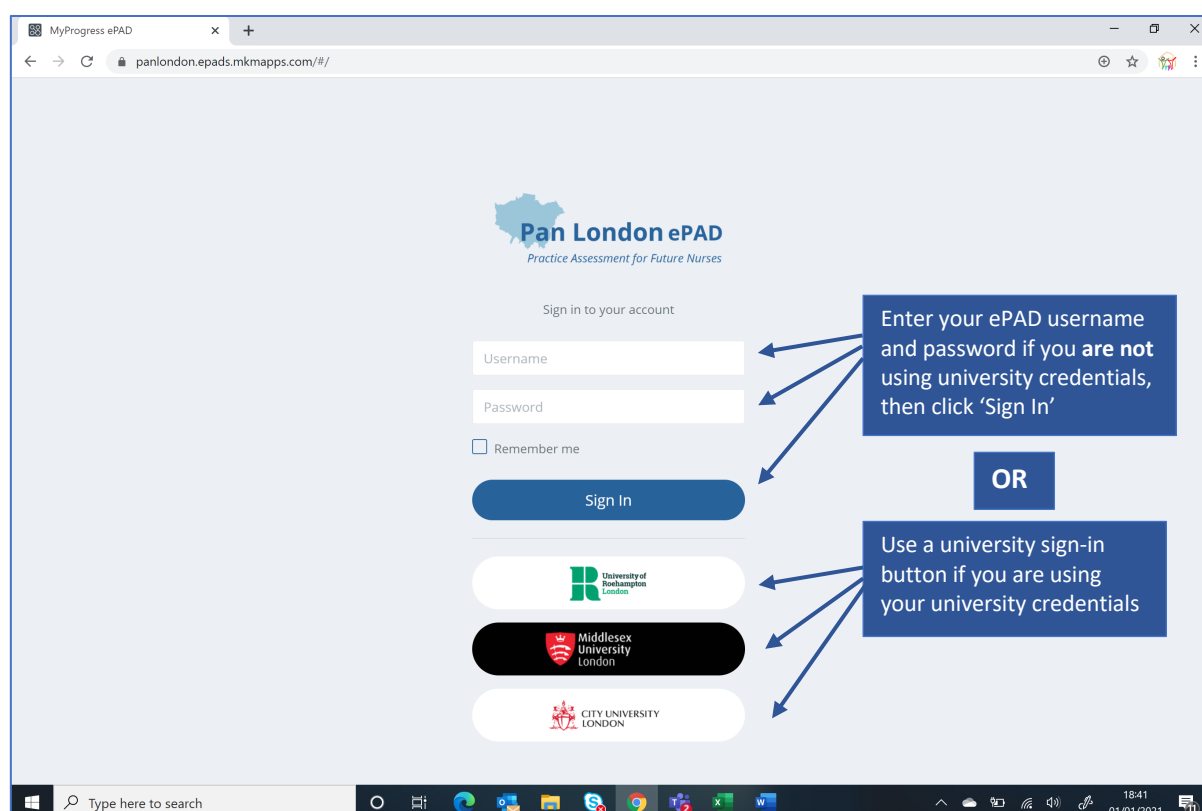 MyProgress ePAD
panlondon.epads.mkmapps.com/#/
Pan London ePAD
Practice Assessment for Future Nurses
Sign in to your account
Username
Password
Remember me
Sign In
University of
Roehampton
London
Middlesex
University
London
CITY UNIVERSITY
LONDON
Enter your ePAD username
and password if you are not
using university credentials,
then click ‘Sign In’
OR
Use a university sign-in
button if you are using
your university credentials
Type here to search
18:41
01/01/2021